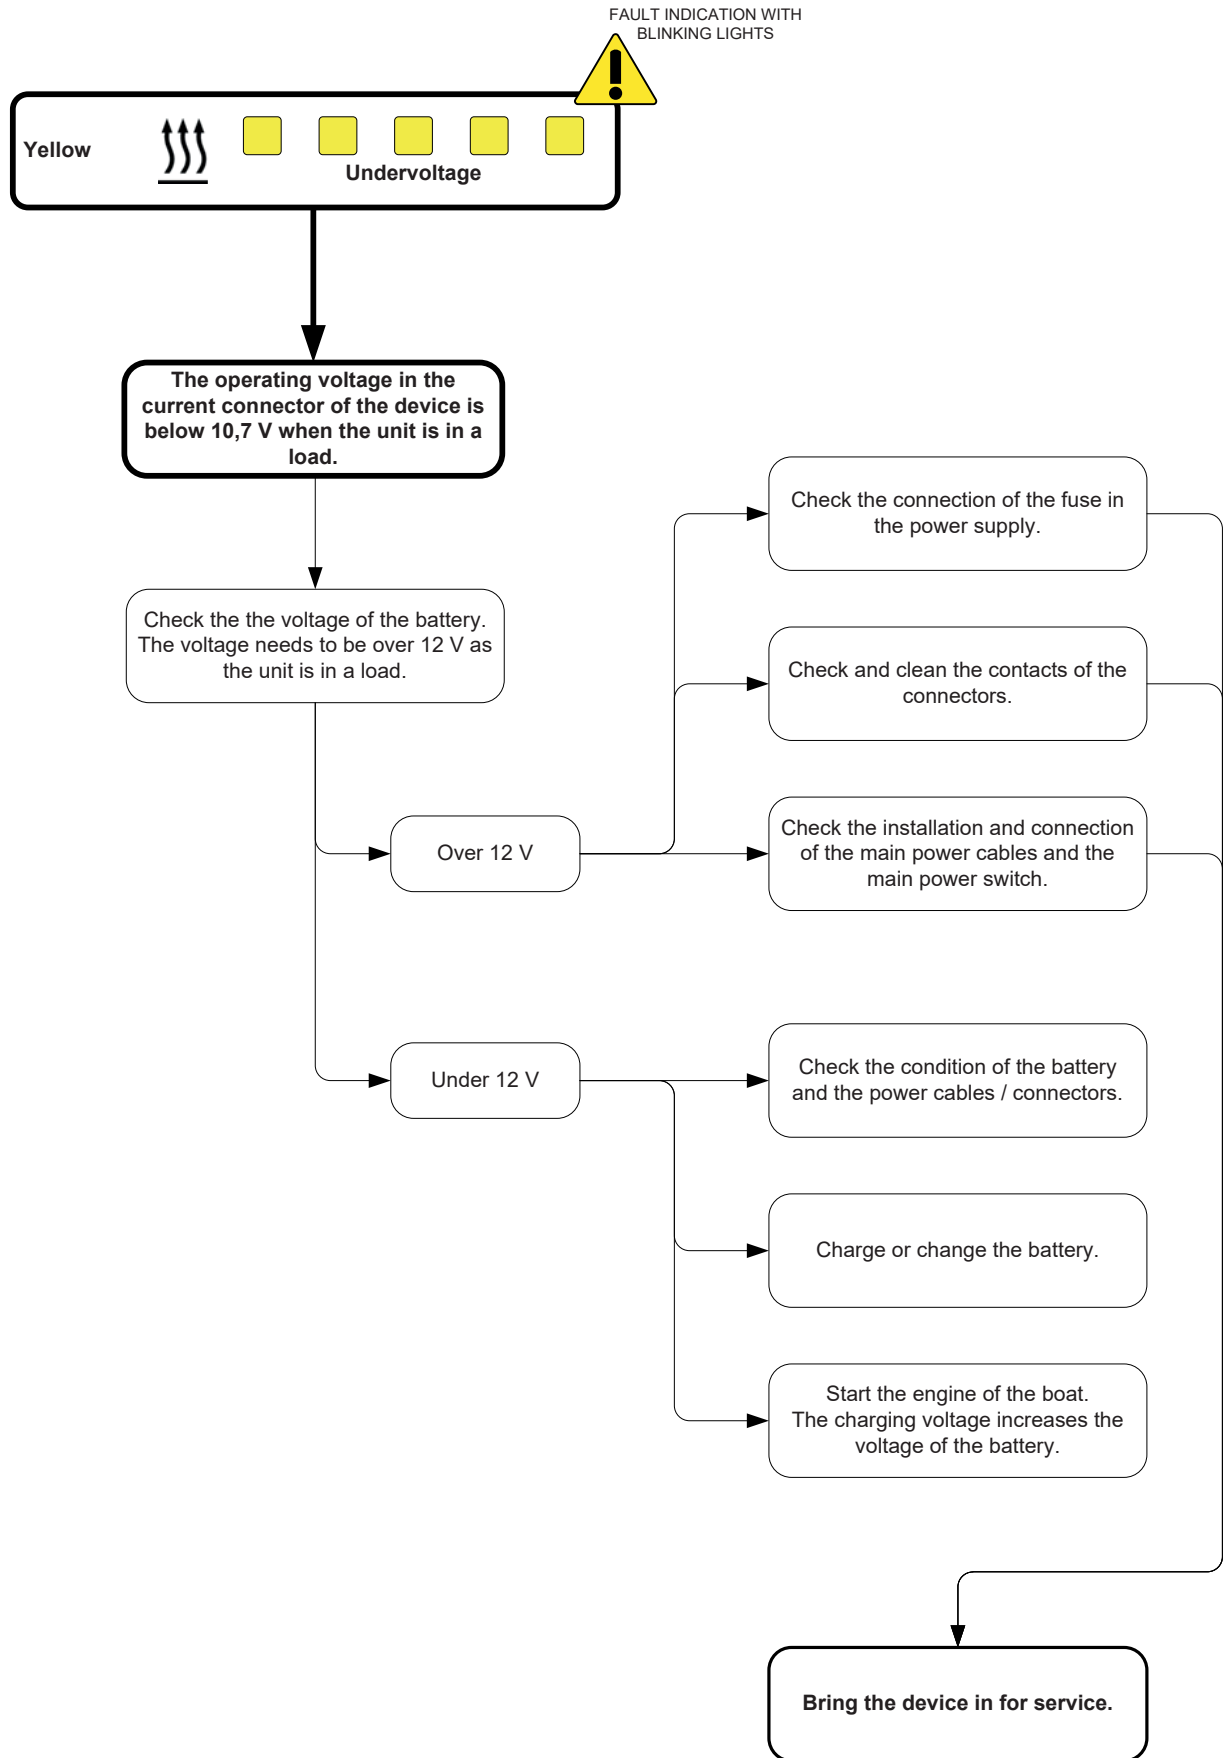 FAULT INDICATION WITH
BLINKING LIGHTS
Yellow
Undervoltage
The operating voltage in the
current connector of the device is
below 10,7 V when the unit is in a
load.
Check the the voltage of the battery.
The voltage needs to be over 12 V as
the unit is in a load.
Over 12 V
Check the connection of the fuse in
the power supply.
Check and clean the contacts of the
connectors.
Check the installation and connection
of the main power cables and the
main power switch.
Under 12 V
Check the condition of the battery
and the power cables / connectors.
Charge or change the battery.
Start the engine of the boat.
The charging voltage increases the
voltage of the battery.
Bring the device in for service.